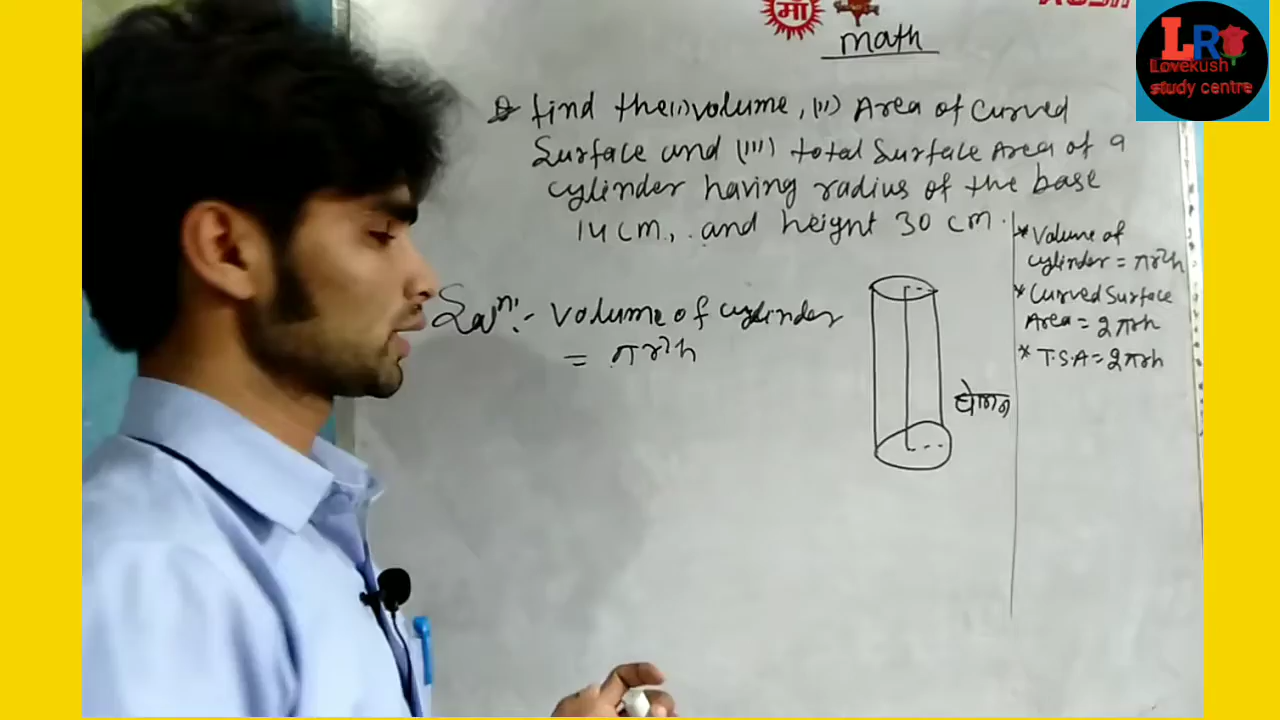 माँ
LR
Lovekush
study centre
math
Find the (i) volume, (ii) Area of Curved
Surface and (iii) total Surface Area of a
cylinder having radius of the base
14 cm, and height 30 cm.
* Volume of
cylinder = πr²h
* Curved Surface
Area = 2πrh
* T.S.A = 2πrh
Solⁿ:- Volume of cylinder
= πr²h
बेलन